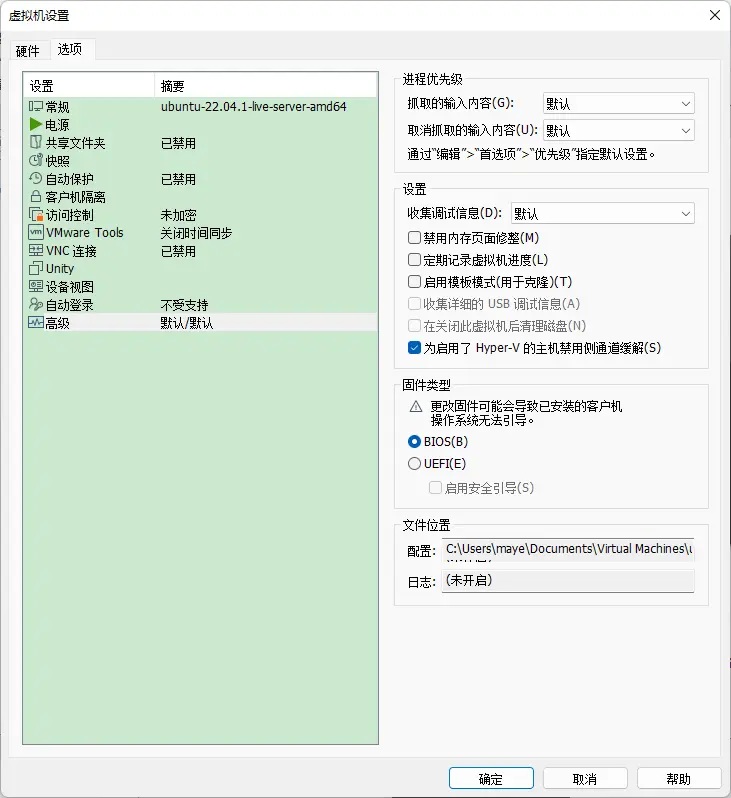 虚拟机设置
硬件 选项
设置 摘要
常规 ubuntu-22.04.1-live-server-amd64
电源
共享文件夹 已禁用
快照
自动保护 已禁用
客户机隔离
访问控制 未加密
VMware Tools 关闭时间同步
VNC 连接 已禁用
Unity
设备视图
自动登录 不受支持
高级 默认/默认
进程优先级
抓取的输入内容(G): 默认
取消抓取的输入内容(U): 默认
通过“编辑”>“首选项”>“优先级”指定默认设置。
设置
收集调试信息(D): 默认
禁用内存页面修整(M)
定期记录虚拟机进度(L)
启用模板模式(用于克隆)(T)
收集详细的 USB 调试信息(A)
在关闭此虚拟机后清理磁盘(N)
为启用了 Hyper-V 的主机禁用侧通道缓解(S)
固件类型
更改固件可能会导致已安装的客户机
操作系统无法引导。
BIOS(B)
UEFI(E)
启用安全引导(S)
文件位置
配置: C:\Users\maye\Documents\Virtual Machines\u
日志: (未开启)
确定 取消 帮助